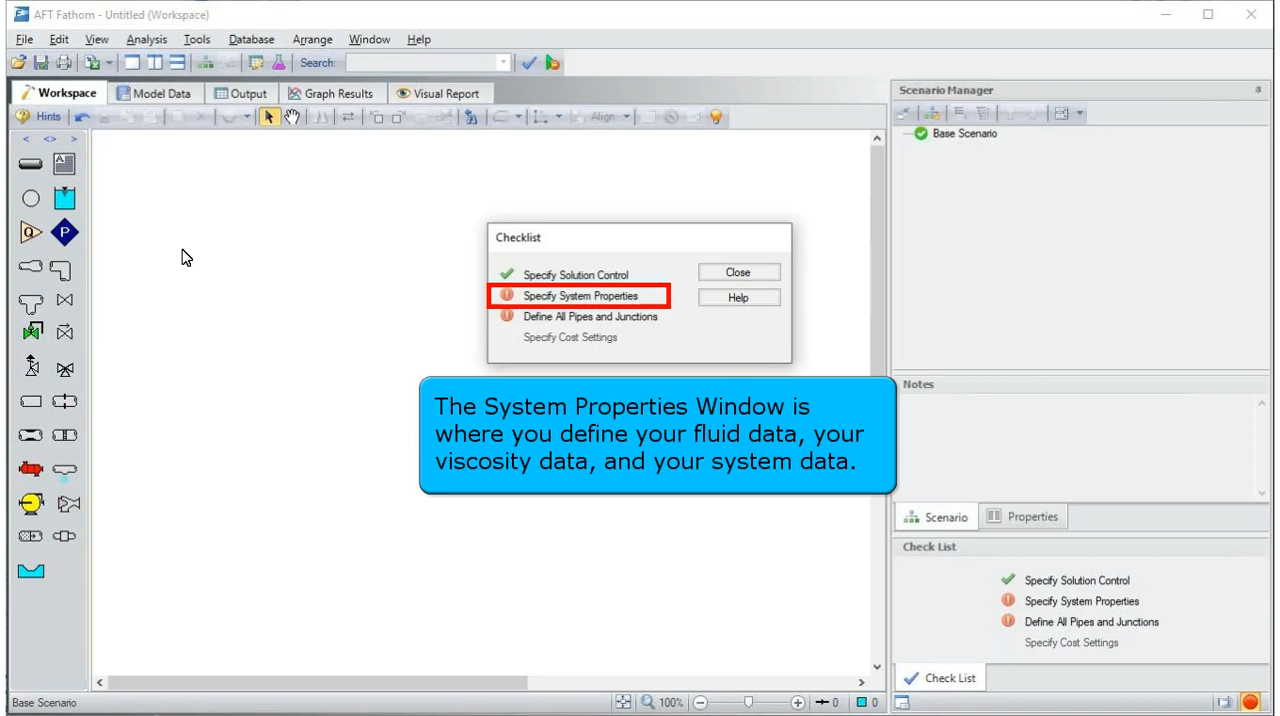 AFT Fathom - Untitled (Workspace)
File Edit View Analysis Tools Database Arrange Window Help
Search:
Workspace Model Data Output Graph Results Visual Report
Hints Align
A
Q P
Scenario Manager
Base Scenario
Checklist
Specify Solution Control Close
Specify System Properties Help
Define All Pipes and Junctions
Specify Cost Settings
The System Properties Window is
where you define your fluid data, your
viscosity data, and your system data.
Notes
Scenario Properties
Check List
Specify Solution Control
Specify System Properties
Define All Pipes and Junctions
Specify Cost Settings
Check List
Base Scenario 100% 0 0